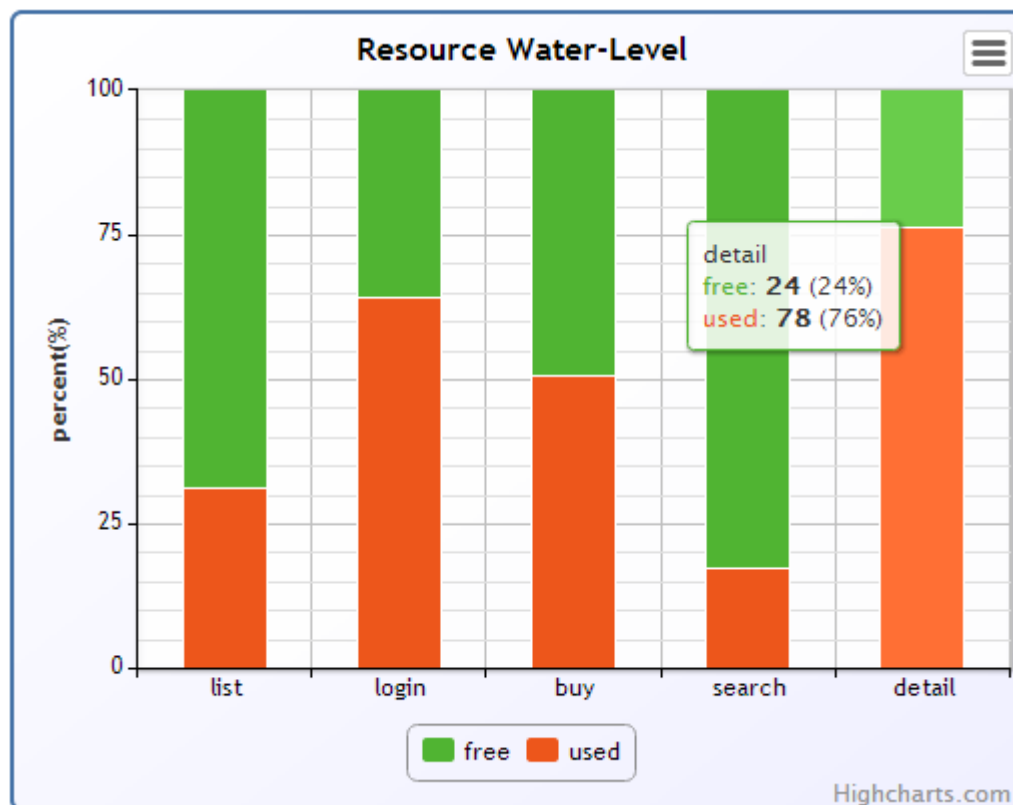 Resource Water-Level
100
75
50
25
0
percent(%)
detail
free: 24 (24%)
used: 78 (76%)
list login buy search detail
free used
Highcharts.com